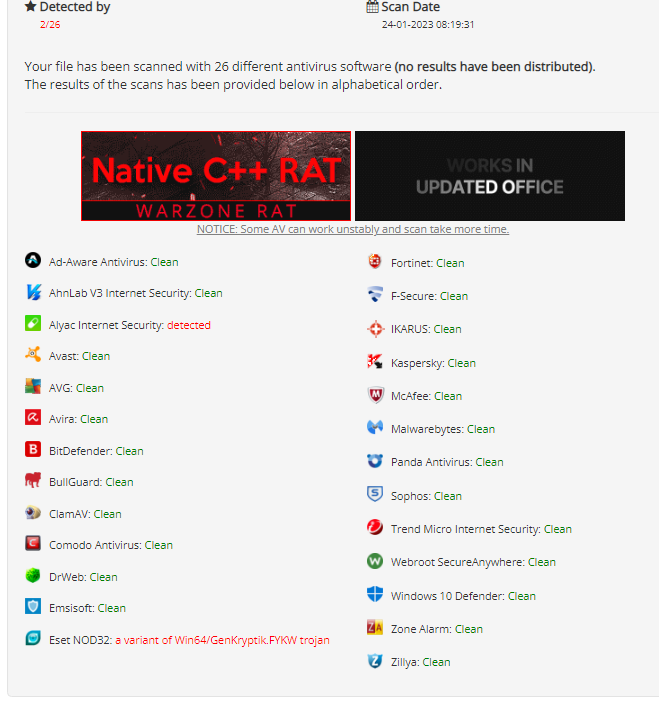 Detected by
2/26
Scan Date
24-01-2023 08:19:31
Your file has been scanned with 26 different antivirus software (no results have been distributed).
The results of the scans has been provided below in alphabetical order.
Native C++ RAT
WARZONE RAT
WORKS IN
UPDATED OFFICE
NOTICE: Some AV can work unstably and scan take more time.
Ad-Aware Antivirus: Clean
AhnLab V3 Internet Security: Clean
Alyac Internet Security: detected
Avast: Clean
AVG: Clean
Avira: Clean
BitDefender: Clean
BullGuard: Clean
ClamAV: Clean
Comodo Antivirus: Clean
DrWeb: Clean
Emsisoft: Clean
Eset NOD32: a variant of Win64/GenKryptik.FYKW trojan
Fortinet: Clean
F-Secure: Clean
IKARUS: Clean
Kaspersky: Clean
McAfee: Clean
Malwarebytes: Clean
Panda Antivirus: Clean
Sophos: Clean
Trend Micro Internet Security: Clean
Webroot SecureAnywhere: Clean
Windows 10 Defender: Clean
Zone Alarm: Clean
Zillya: Clean